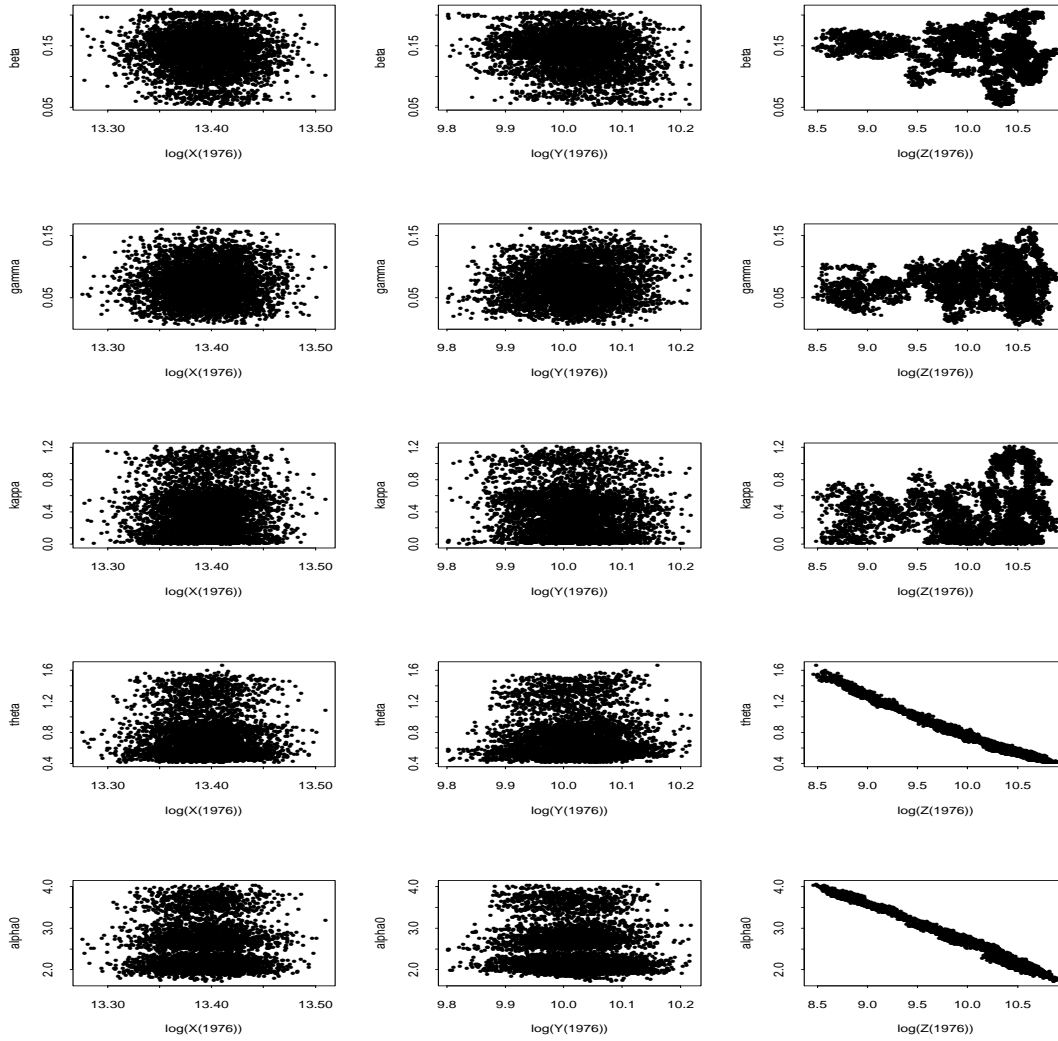 beta
0.05 0.15
13.30 13.40 13.50
log(X(1976))
beta
0.05 0.15
9.8 9.9 10.0 10.1 10.2
log(Y(1976))
beta
0.05 0.15
8.5 9.0 9.5 10.0 10.5
log(Z(1976))
gamma
0.05 0.15
13.30 13.40 13.50
log(X(1976))
gamma
0.05 0.15
9.8 9.9 10.0 10.1 10.2
log(Y(1976))
gamma
0.05 0.15
8.5 9.0 9.5 10.0 10.5
log(Z(1976))
kappa
0.0 0.4 0.8 1.2
13.30 13.40 13.50
log(X(1976))
kappa
0.0 0.4 0.8 1.2
9.8 9.9 10.0 10.1 10.2
log(Y(1976))
kappa
0.0 0.4 0.8 1.2
8.5 9.0 9.5 10.0 10.5
log(Z(1976))
theta
0.4 0.8 1.2 1.6
13.30 13.40 13.50
log(X(1976))
theta
0.4 0.8 1.2 1.6
9.8 9.9 10.0 10.1 10.2
log(Y(1976))
theta
0.4 0.8 1.2 1.6
8.5 9.0 9.5 10.0 10.5
log(Z(1976))
alpha0
2.0 3.0 4.0
13.30 13.40 13.50
log(X(1976))
alpha0
2.0 3.0 4.0
9.8 9.9 10.0 10.1 10.2
log(Y(1976))
alpha0
2.0 3.0 4.0
8.5 9.0 9.5 10.0 10.5
log(Z(1976))